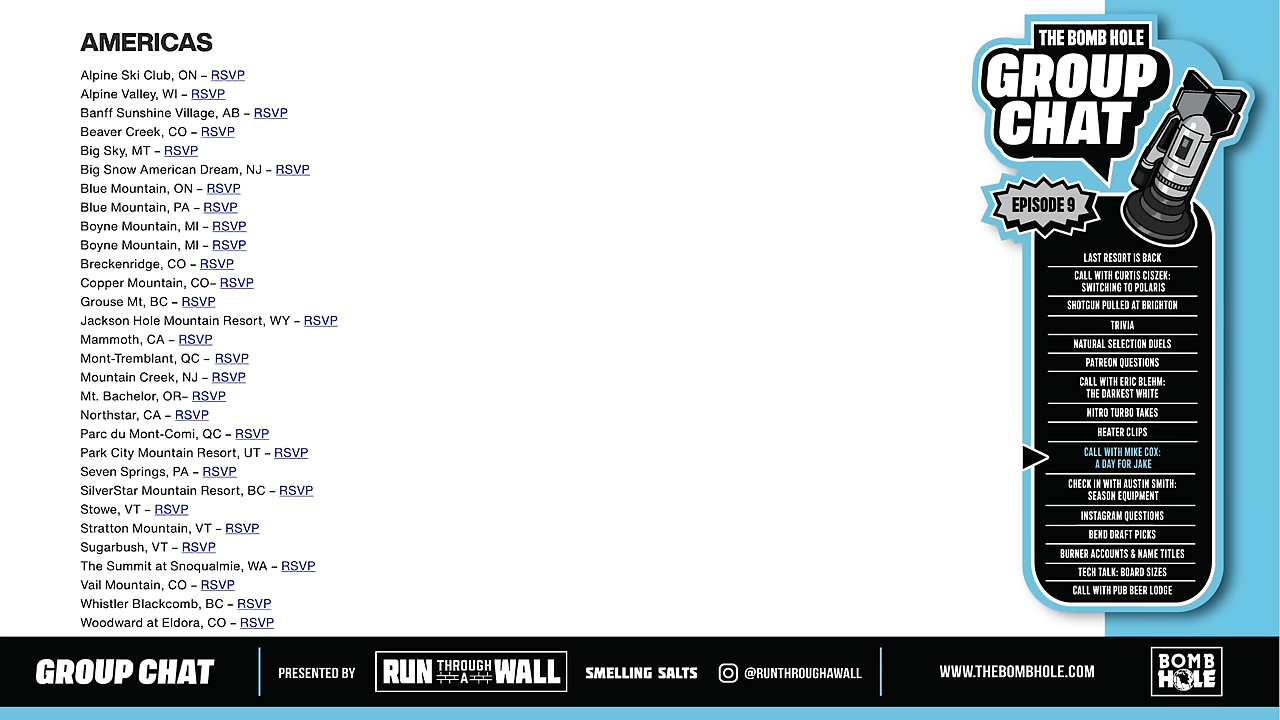 AMERICAS
Alpine Ski Club, ON – RSVP
Alpine Valley, WI – RSVP
Banff Sunshine Village, AB – RSVP
Beaver Creek, CO – RSVP
Big Sky, MT – RSVP
Big Snow American Dream, NJ – RSVP
Blue Mountain, ON – RSVP
Blue Mountain, PA – RSVP
Boyne Mountain, MI – RSVP
Boyne Mountain, MI – RSVP
Breckenridge, CO – RSVP
Copper Mountain, CO– RSVP
Grouse Mt, BC – RSVP
Jackson Hole Mountain Resort, WY – RSVP
Mammoth, CA – RSVP
Mont-Tremblant, QC – RSVP
Mountain Creek, NJ – RSVP
Mt. Bachelor, OR– RSVP
Northstar, CA – RSVP
Parc du Mont-Comi, QC – RSVP
Park City Mountain Resort, UT – RSVP
Seven Springs, PA – RSVP
SilverStar Mountain Resort, BC – RSVP
Stowe, VT – RSVP
Stratton Mountain, VT – RSVP
Sugarbush, VT – RSVP
The Summit at Snoqualmie, WA – RSVP
Vail Mountain, CO – RSVP
Whistler Blackcomb, BC – RSVP
Woodward at Eldora, CO – RSVP
THE BOMB HOLE
GROUP
CHAT
EPISODE 9
LAST RESORT IS BACK
CALL WITH CURTIS CISZEK:
SWITCHING TO POLARIS
SHOTGUN PULLED AT BRIGHTON
TRIVIA
NATURAL SELECTION DUELS
PATREON QUESTIONS
CALL WITH ERIC BLEHM:
THE DARKEST WHITE
NITRO TURBO TAKES
HEATER CLIPS
CALL WITH MIKE COX:
A DAY FOR JAKE
CHECK IN WITH AUSTIN SMITH:
SEASON EQUIPMENT
INSTAGRAM QUESTIONS
BEND DRAFT PICKS
BURNER ACCOUNTS & NAME TITLES
TECH TALK: BOARD SIZES
CALL WITH PUB BEER LODGE
GROUP CHAT
PRESENTED BY
RUN THROUGH A WALL
SMELLING SALTS
@RUNTHROUGHAWALL
WWW.THEBOMBHOLE.COM
BOMB
HOLE